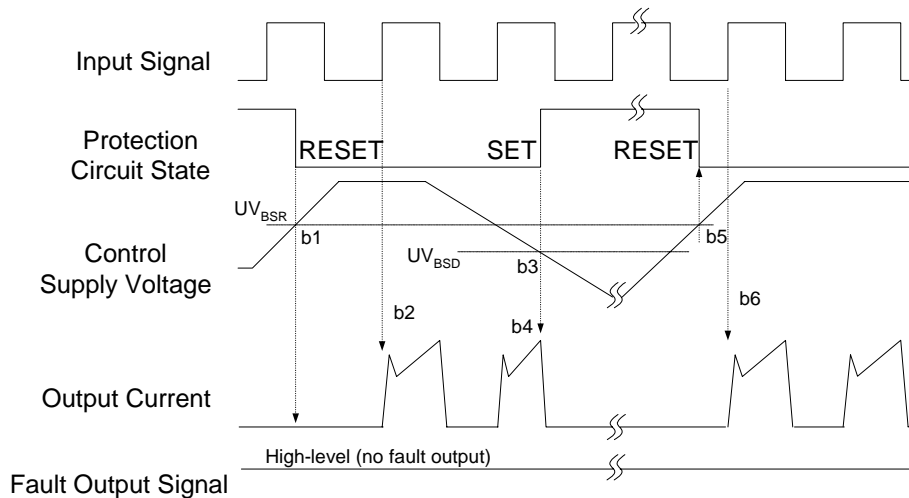 Input Signal
Protection
Circuit State
RESET
SET
RESET
UV_BSR
b1
b5
Control
Supply Voltage
UV_BSD
b3
b2
b4
b6
Output Current
High-level (no fault output)
Fault Output Signal